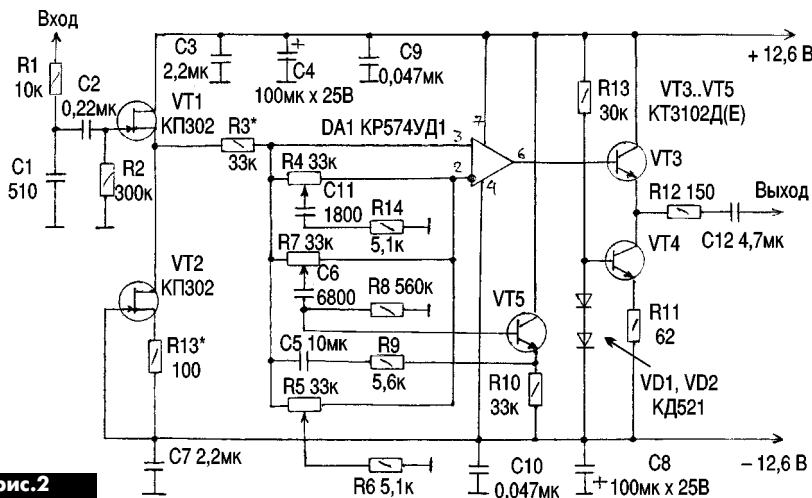 Вход
R1
10к
C2
0,22мк
C1
510
VT1
КП302
R2
300к
C3
2,2мк
C4
100мк x 25В
C9
0,047мк
+ 12,6 В
R3*
33к
DA1 КР574УД1
7
3
2
4
6
R4 33к
C11
1800
R14
5,1к
R7 33к
C6
6800
R8 560к
C5 10мк
R9
5,6к
R5 33к
R6 5,1к
VT2
КП302
R13*
100
C7 2,2мк
VT5
R10
33к
C10
0,047мк
R13
30к
VT3..VT5
КТ3102Д(Е)
VT3
R12 150
Выход
C12 4,7мк
VT4
R11
62
VD1, VD2
КД521
C8
100мк x 25В
– 12,6 В
рис.2